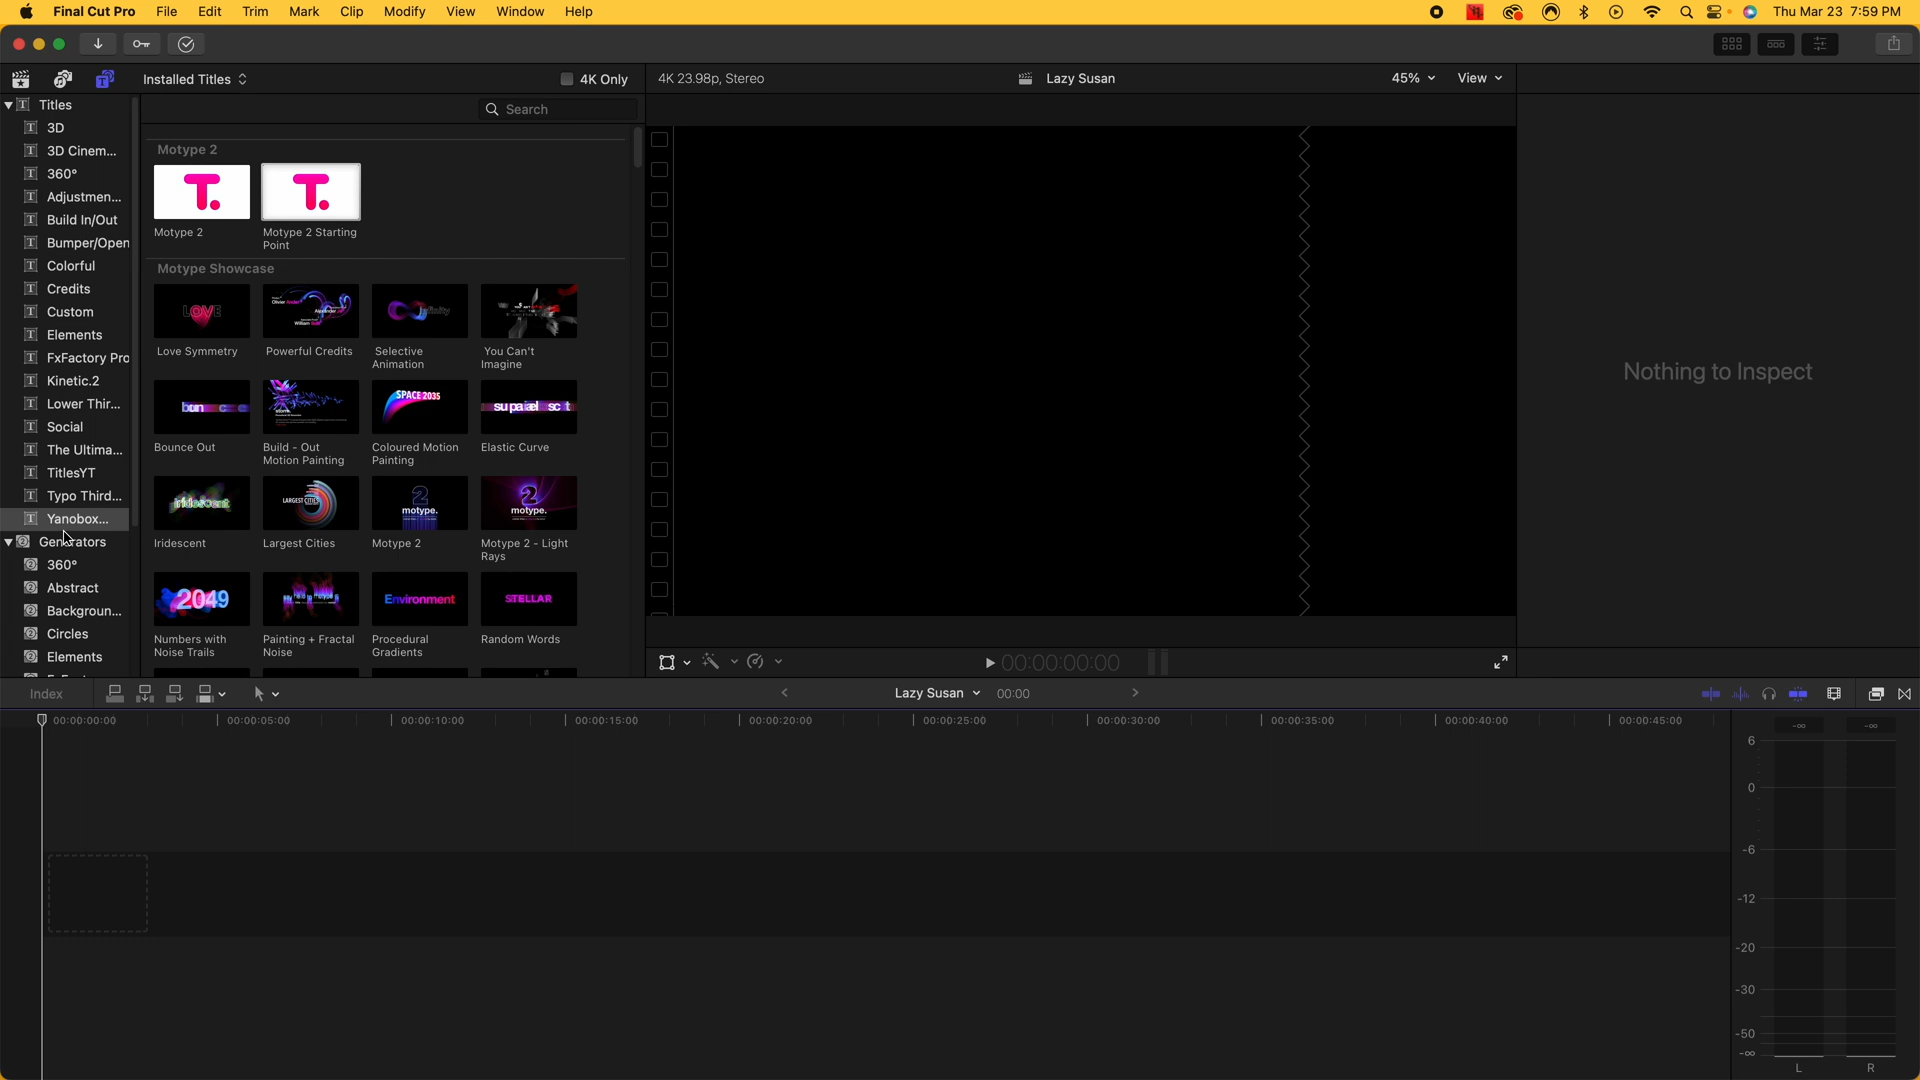 Final Cut Pro File Edit Trim Mark Clip Modify View Window Help Thu Mar 23 7:59 PM
Installed Titles 4K Only 4K 23.98p, Stereo Lazy Susan 45% View
Search
Titles
3D
3D Cinem...
360°
Adjustmen...
Build In/Out
Bumper/Open
Colorful
Credits
Custom
Elements
FxFactory Pro
Kinetic.2
Lower Thir...
Social
The Ultima...
TitlesYT
Typo Third...
Yanobox...
Generators
360°
Abstract
Backgroun...
Circles
Elements
Motype 2
T. T.
Motype 2 Motype 2 Starting
Point
Motype Showcase
LOVE
Love Symmetry Powerful Credits Selective You Can't
Animation Imagine
SPACE 2035
Bounce Out Build - Out Coloured Motion Elastic Curve
Motion Painting Painting
iridescent LARGEST CITIES 2 motype. 2 motype.
Iridescent Largest Cities Motype 2 Motype 2 - Light
Rays
2049 Environment STELLAR
Numbers with Painting + Fractal Procedural Random Words
Noise Trails Noise Gradients
Nothing to Inspect
00:00:00:00
Index Lazy Susan 00:00
00:00:00:00 00:00:05:00 00:00:10:00 00:00:15:00 00:00:20:00 00:00:25:00 00:00:30:00 00:00:35:00 00:00:40:00 00:00:45:00
-∞ -∞
6
0
-6
-12
-20
-30
-50
-∞
L R